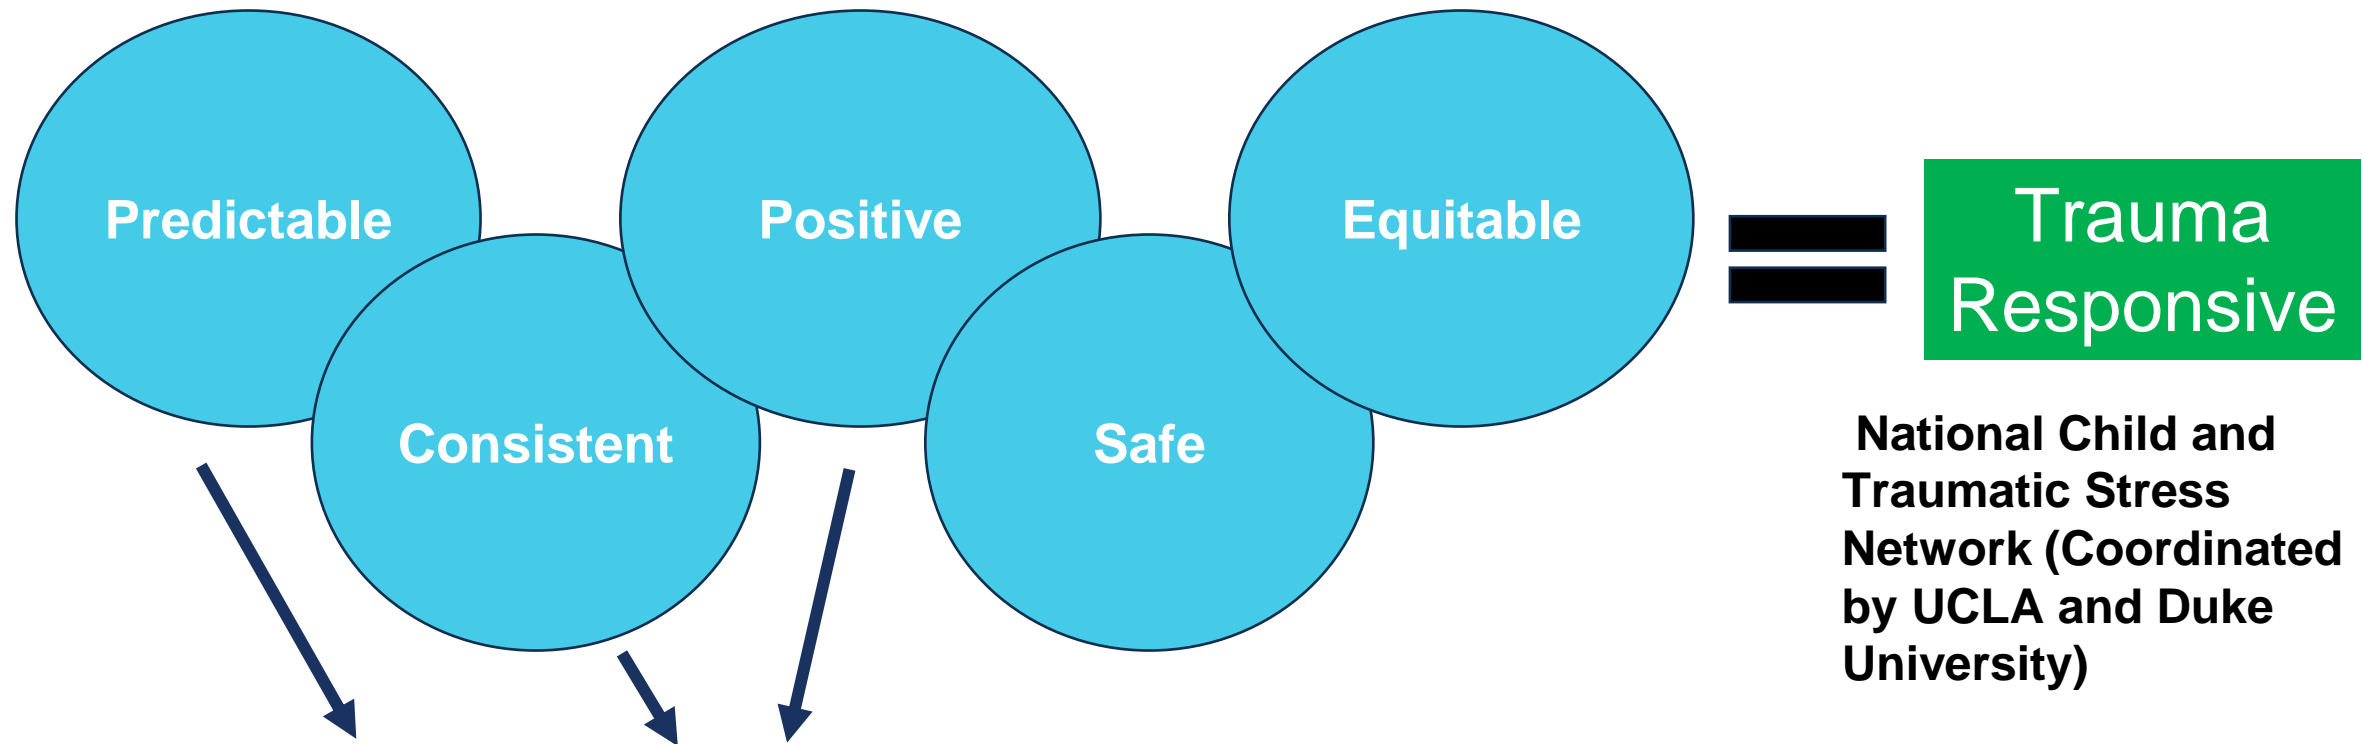 Predictable
Consistent
Positive
Safe
Equitable
Trauma
Responsive
National Child and
Traumatic Stress
Network (Coordinated
by UCLA and Duke
University)